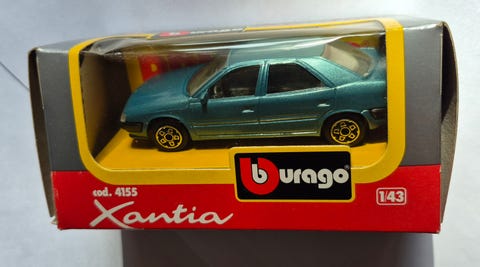 cod. 4155
Xantia
burago
1/43